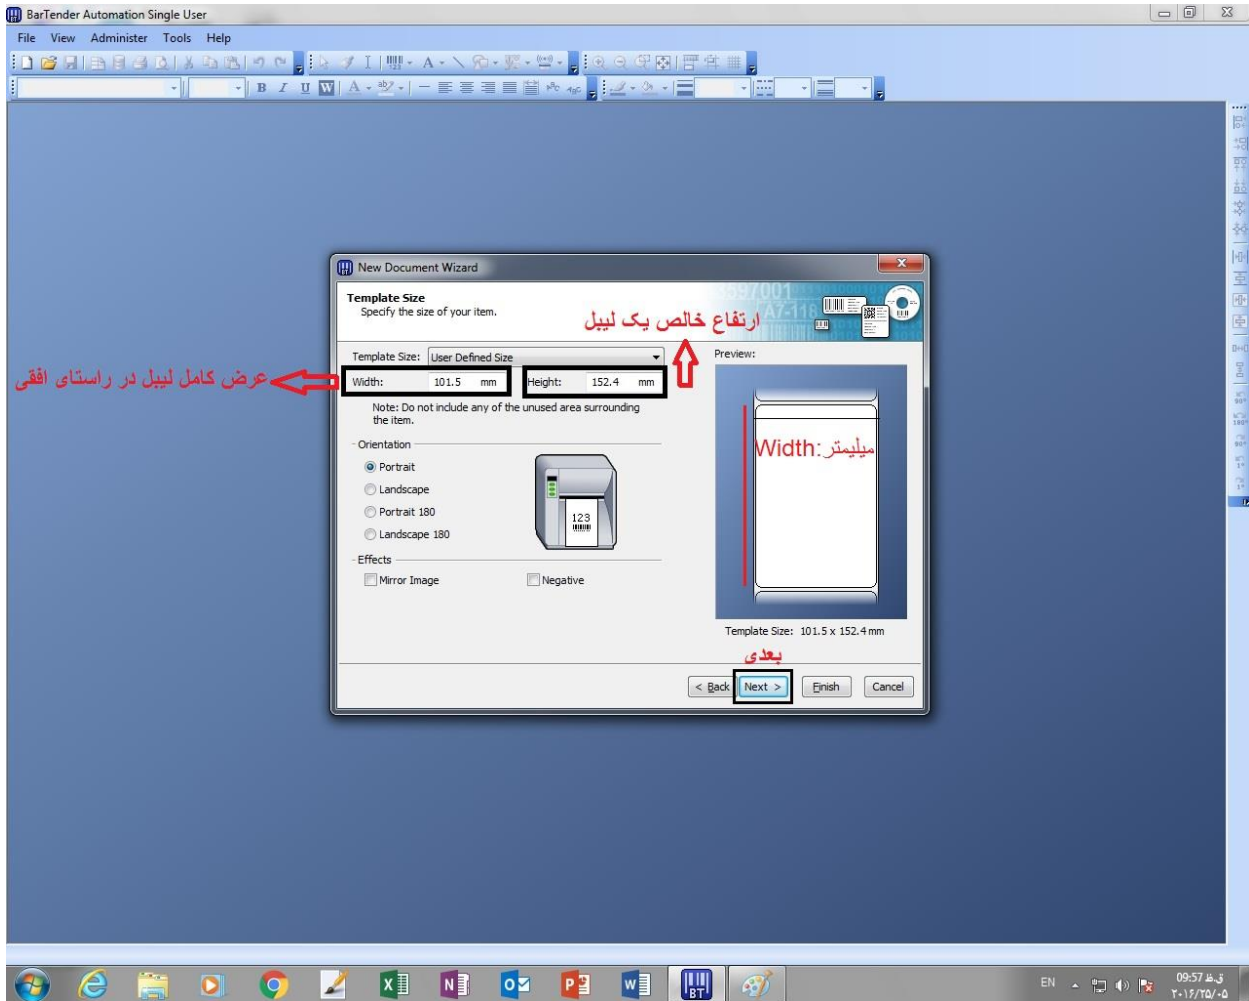 BarTender Automation Single User
File View Administer Tools Help
New Document Wizard
Template Size
Specify the size of your item.
ارتفاع خالص یک لیبل
Template Size: User Defined Size
Preview:
عرض کامل لیبل در راستای افقی
Width: 101.5 mm Height: 152.4 mm
Note: Do not include any of the unused area surrounding
the item.
Orientation
Portrait
Landscape
Portrait 180
Landscape 180
123
Width:میلیمتر
Effects
Mirror Image Negative
Template Size: 101.5 x 152.4 mm
بعدی
< Back Next > Finish Cancel
EN
09:57 ق.ظ
۲۰۱۶/۲۵/۰۵